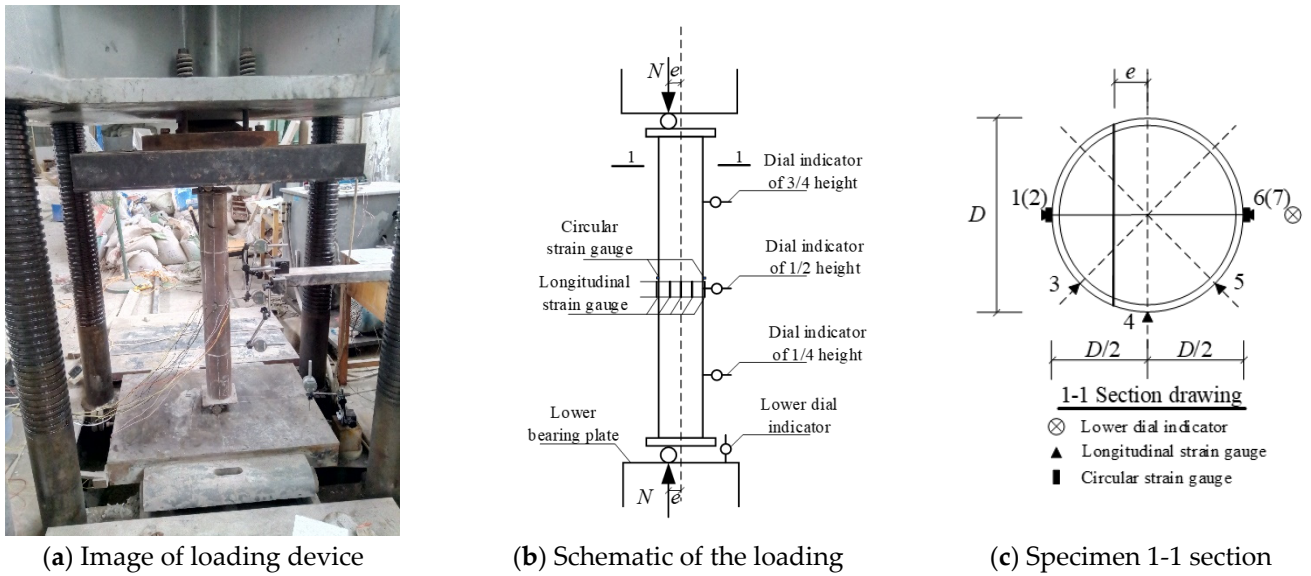 N
e
1
1
Dial indicator
of 3/4 height
Circular
strain gauge
Longitudinal
strain gauge
Dial indicator
of 1/2 height
Dial indicator
of 1/4 height
Lower
bearing plate
Lower dial
indicator
N
e
e
D
1(2)
6(7)
3
5
4
D/2
D/2
1-1 Section drawing
Lower dial indicator
Longitudinal strain gauge
Circular strain gauge
(a) Image of loading device
(b) Schematic of the loading
(c) Specimen 1-1 section